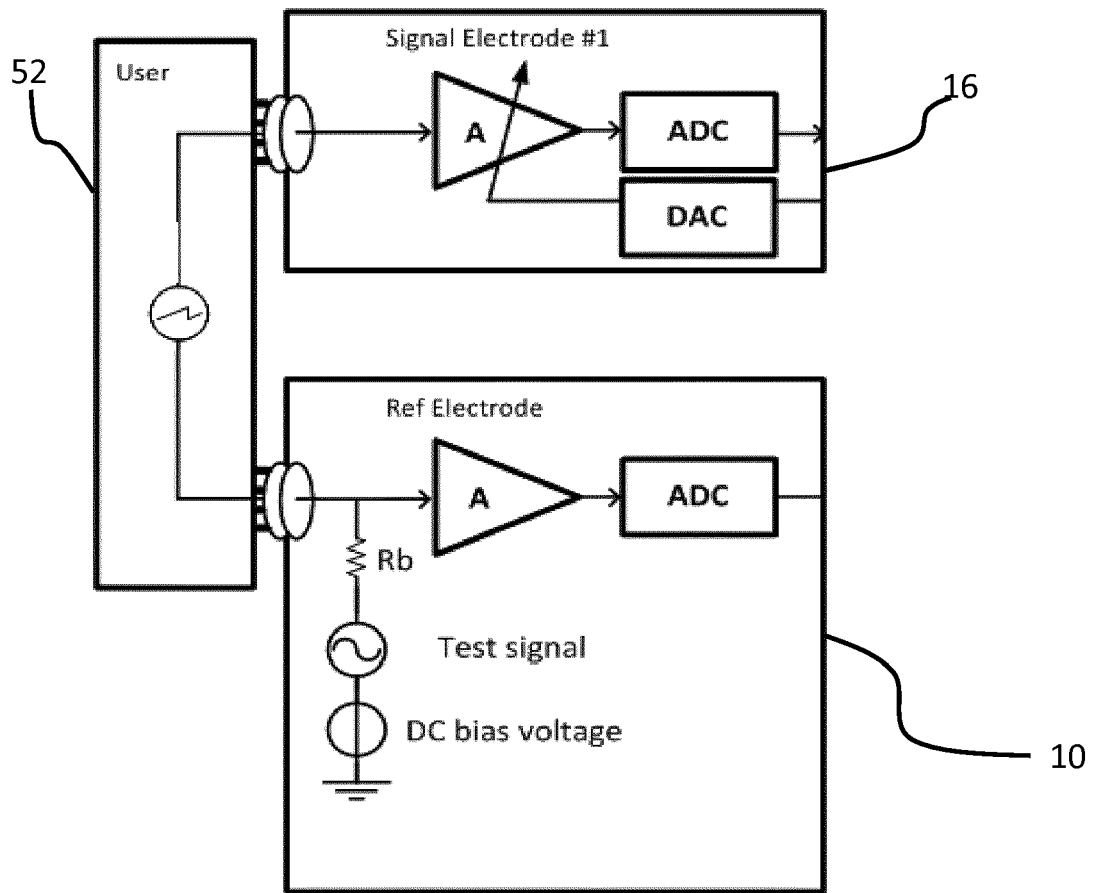 52
User
Signal Electrode #1
A
ADC
DAC
16
Ref Electrode
A
ADC
Rb
Test signal
DC bias voltage
10